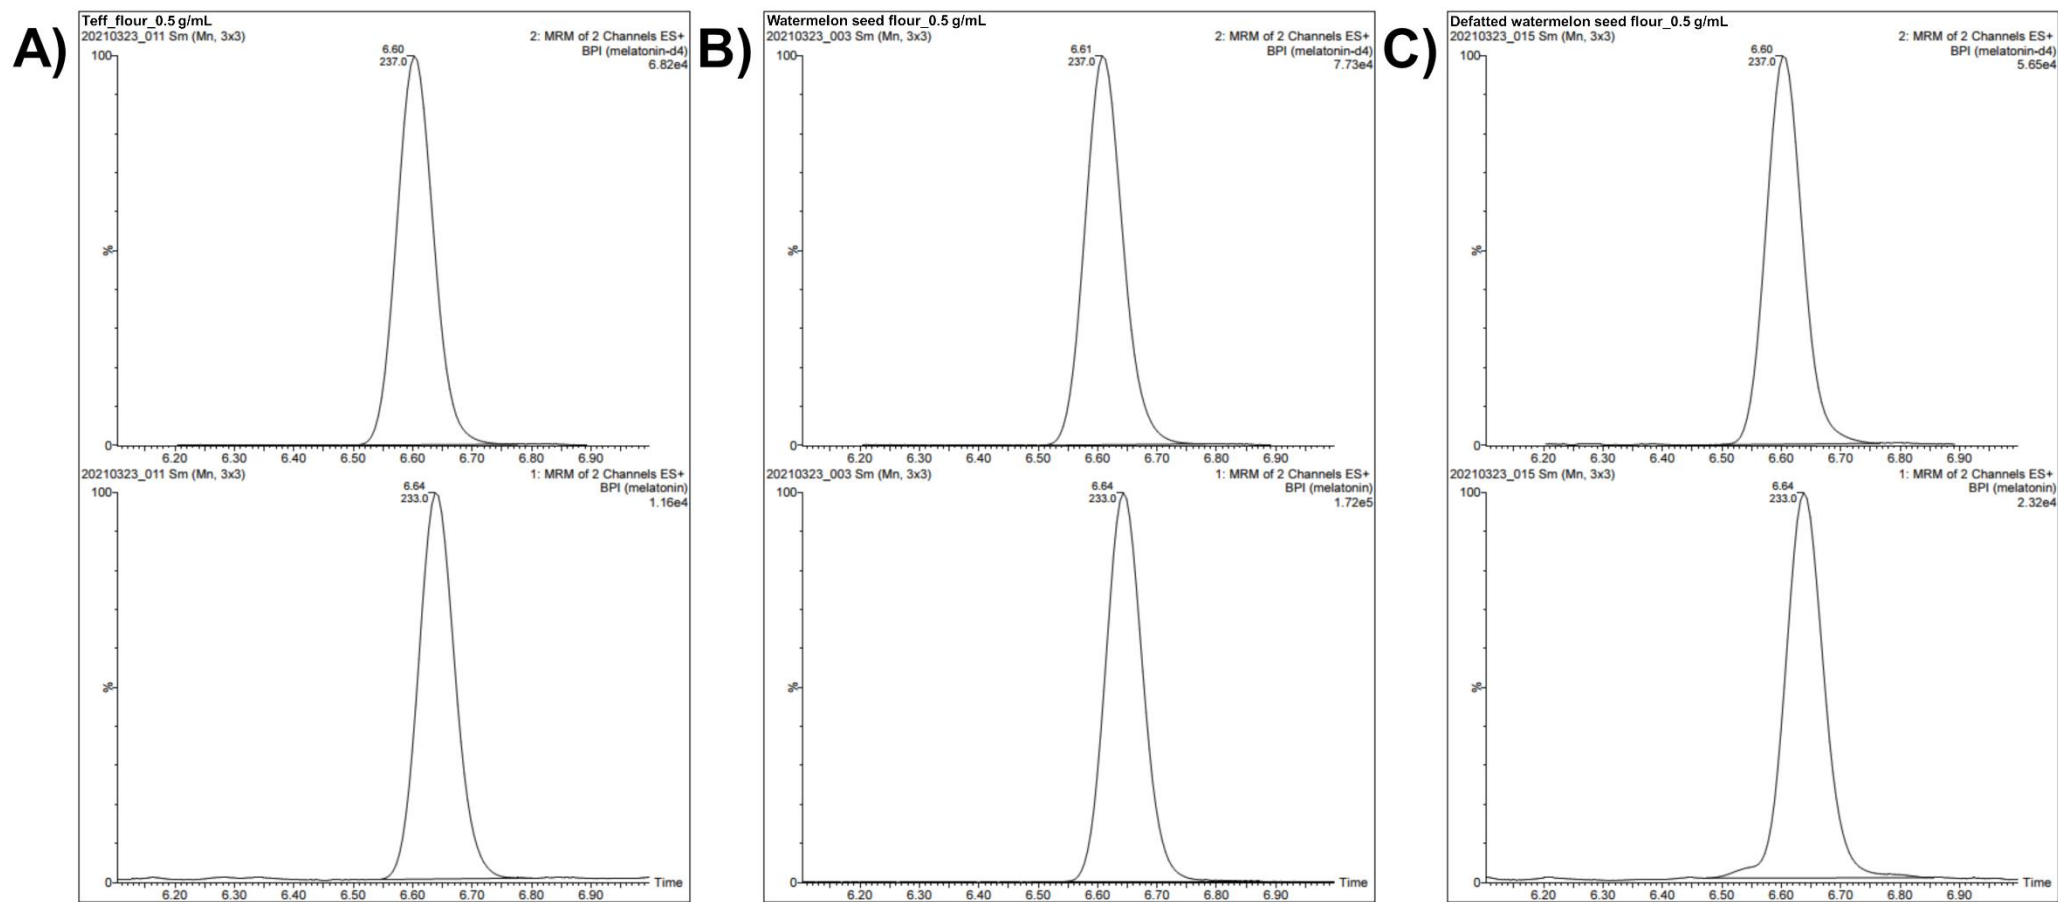 A)
Teff_flour_0.5 g/mL
20210323_011 Sm (Mn, 3x3)
2: MRM of 2 Channels ES+
BPI (melatonin-d4)
6.82e4
6.60
237.0
100
%
0
6.20 6.30 6.40 6.50 6.60 6.70 6.80 6.90
20210323_011 Sm (Mn, 3x3)
1: MRM of 2 Channels ES+
BPI (melatonin)
1.16e4
6.64
233.0
100
%
0
Time
6.20 6.30 6.40 6.50 6.60 6.70 6.80 6.90
B)
Watermelon seed flour_0.5 g/mL
20210323_003 Sm (Mn, 3x3)
2: MRM of 2 Channels ES+
BPI (melatonin-d4)
7.73e4
6.61
237.0
100
%
0
6.20 6.30 6.40 6.50 6.60 6.70 6.80 6.90
20210323_003 Sm (Mn, 3x3)
1: MRM of 2 Channels ES+
BPI (melatonin)
1.72e5
6.64
233.0
100
%
0
Time
6.20 6.30 6.40 6.50 6.60 6.70 6.80 6.90
C)
Defatted watermelon seed flour_0.5 g/mL
20210323_015 Sm (Mn, 3x3)
2: MRM of 2 Channels ES+
BPI (melatonin-d4)
5.65e4
6.60
237.0
100
%
0
6.20 6.30 6.40 6.50 6.60 6.70 6.80 6.90
20210323_015 Sm (Mn, 3x3)
1: MRM of 2 Channels ES+
BPI (melatonin)
2.32e4
6.64
233.0
100
%
0
Time
6.20 6.30 6.40 6.50 6.60 6.70 6.80 6.90